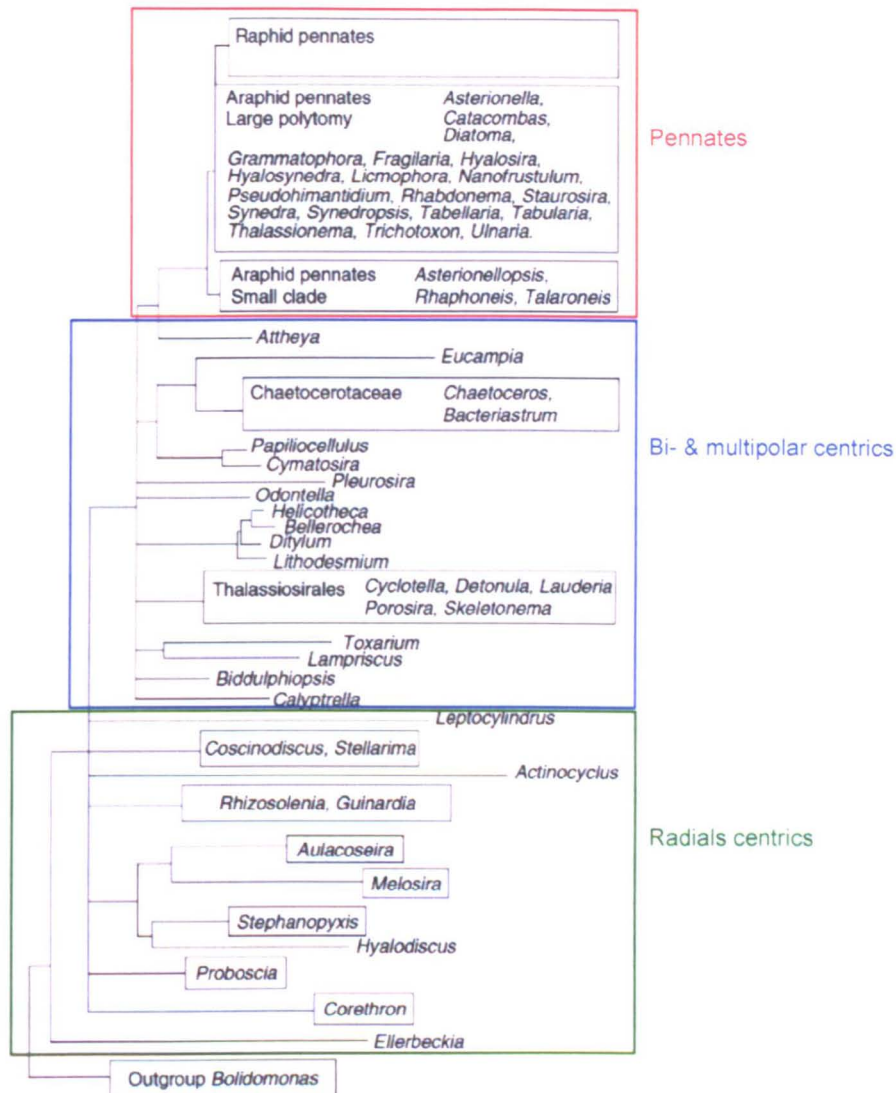 Raphid pennates
Araphid pennates Asterionella,
Large polytomy Catacombas,
Diatoma,
Grammatophora, Fragilaria, Hyalosira,
Hyalosynedra, Licmophora, Nanofrustulum,
Pseudohimantidium, Rhabdonema, Staurosira,
Synedra, Synedropsis, Tabellaria, Tabularia,
Thalassionema, Trichotoxon, Ulnaria.
Pennates
Araphid pennates Asterionellopsis,
Small clade Rhaphoneis, Talaroneis
Attheya
Eucampia
Chaetocerotaceae Chaetoceros,
Bacteriastrum
Bi- & multipolar centrics
Papiliocellulus
Cymatosira
Pleurosira
Odontella
Helicotheca
Bellerochea
Ditylum
Lithodesmium
Thalassiosirales Cyclotella, Detonula, Lauderia
Porosira, Skeletonema
Toxarium
Lampriscus
Biddulphiopsis
Calyptrella
Leptocylindrus
Coscinodiscus, Stellarima
Actinocyclus
Rhizosolenia, Guinardia
Radials centrics
Aulacoseira
Melosira
Stephanopyxis
Hyalodiscus
Proboscia
Corethron
Ellerbeckia
Outgroup Bolidomonas